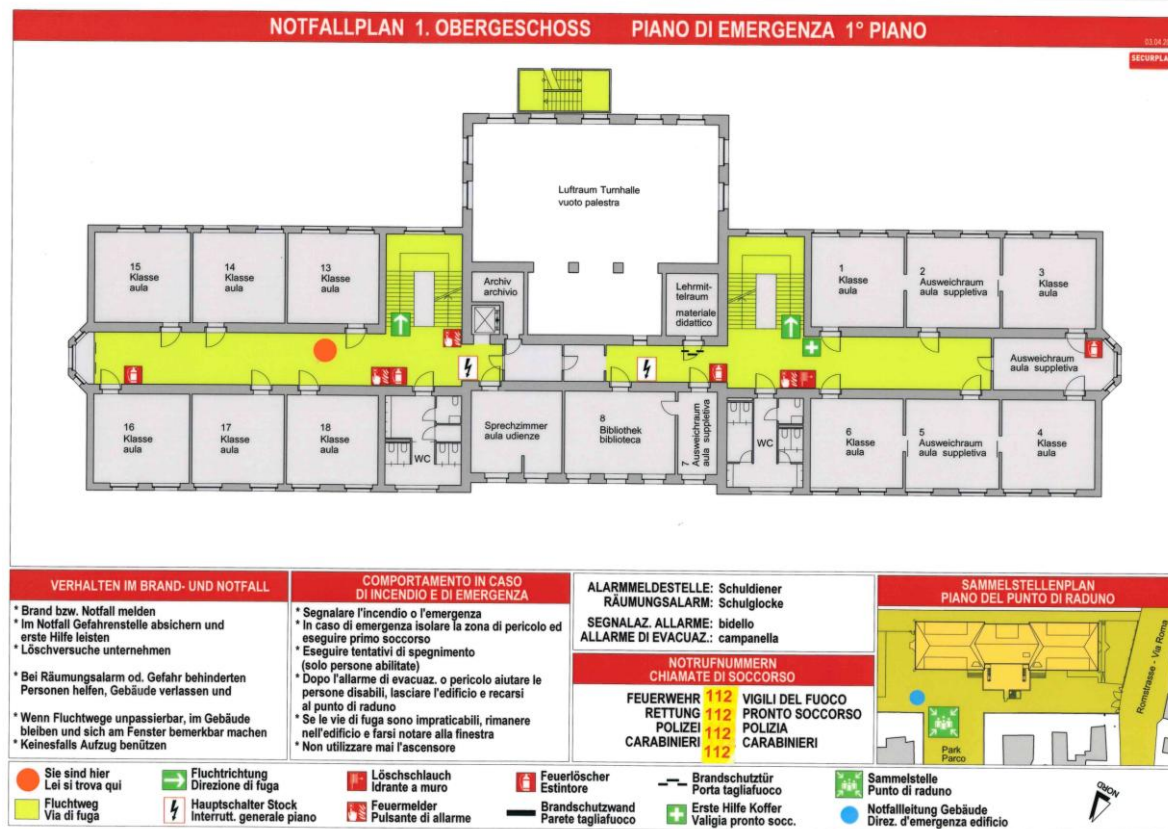 NOTFALLPLAN 1. OBERGESCHOSS PIANO DI EMERGENZA 1° PIANO
SECURPLA
Luftraum Turnhalle
vuoto palestra
15
Klasse
aula
14
Klasse
aula
13
Klasse
aula
Archiv
archivio
Lehrmi-
ttelraum
materiale
didattico
1
Klasse
aula
2
Ausweichraum
aula suppletiva
3
Klasse
aula
Ausweichraum
aula suppletiva
16
Klasse
aula
17
Klasse
aula
18
Klasse
aula
WC
Sprechzimmer
aula udienze
8
Bibliothek
biblioteca
7
Ausweichraum
aula suppletiva
WC
6
Klasse
aula
5
Ausweichraum
aula suppletiva
4
Klasse
aula
VERHALTEN IM BRAND- UND NOTFALL
* Brand bzw. Notfall melden
* Im Notfall Gefahrenstelle absichern und
erste Hilfe leisten
* Löschversuche unternehmen
* Bei Räumungsalarm od. Gefahr behinderten
Personen helfen, Gebäude verlassen und
* Wenn Fluchtwege unpassierbar, im Gebäude
bleiben und sich am Fenster bemerkbar machen
* Keinesfalls Aufzug benützen
COMPORTAMENTO IN CASO
DI INCENDIO E DI EMERGENZA
* Segnalare l'incendio o l'emergenza
* In caso di emergenza isolare la zona di pericolo ed
eseguire primo soccorso
* Eseguire tentativi di spegnimento
(solo persone abilitate)
* Dopo l'allarme di evacuaz. o pericolo aiutare le
persone disabili, lasciare l'edificio e recarsi
al punto di raduno
* Se le vie di fuga sono impraticabili, rimanere
nell'edificio e farsi notare alla finestra
* Non utilizzare mai l'ascensore
ALARMMELDESTELLE: Schuldiener
RÄUMUNGSALARM: Schulglocke
SEGNALAZ. ALLARME: bidello
ALLARME DI EVACUAZ.: campanella
NOTRUFNUMMERN
CHIAMATE DI SOCCORSO
FEUERWEHR 112 VIGILI DEL FUOCO
RETTUNG 112 PRONTO SOCCORSO
POLIZEI 112 POLIZIA
CARABINIERI 112 CARABINIERI
SAMMELSTELLENPLAN
PIANO DEL PUNTO DI RADUNO
Romstrasse - Via Roma
Park
Parco
Sie sind hier
Lei si trova qui
Fluchtrichtung
Direzione di fuga
Löschschlauch
Idrante a muro
Feuerlöscher
Estintore
Brandschutztür
Porta tagliafuoco
Sammelstelle
Punto di raduno
Fluchtweg
Via di fuga
Hauptschalter Stock
Interrutt. generale piano
Feuermelder
Pulsante di allarme
Brandschutzwand
Parete tagliafuoco
Erste Hilfe Koffer
Valigia pronto socc.
Notfallleitung Gebäude
Direz. d'emergenza edificio
NORD